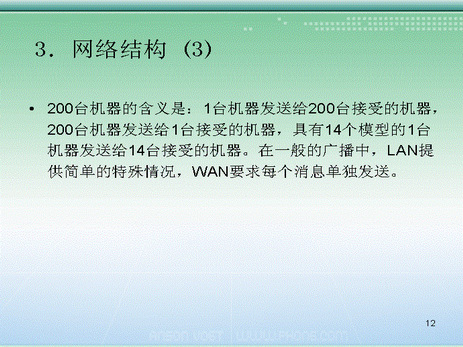 3．网络结构 (3)
• 200台机器的含义是：1台机器发送给200台接受的机器，
200台机器发送给1台接受的机器，具有14个模型的1台
机器发送给14台接受的机器。在一般的广播中，LAN提
供简单的特殊情况，WAN要求每个消息单独发送。
12